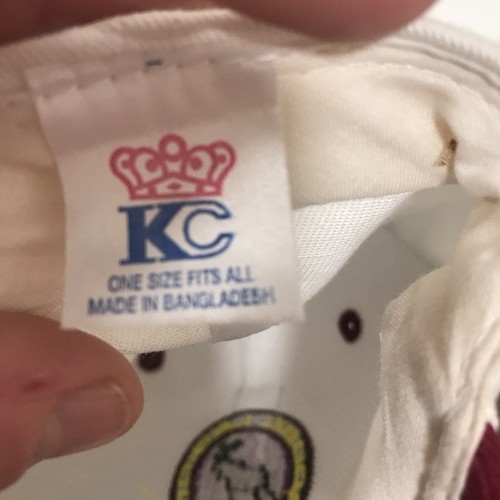 KC
ONE SIZE FITS ALL
MADE IN BANGLADESH